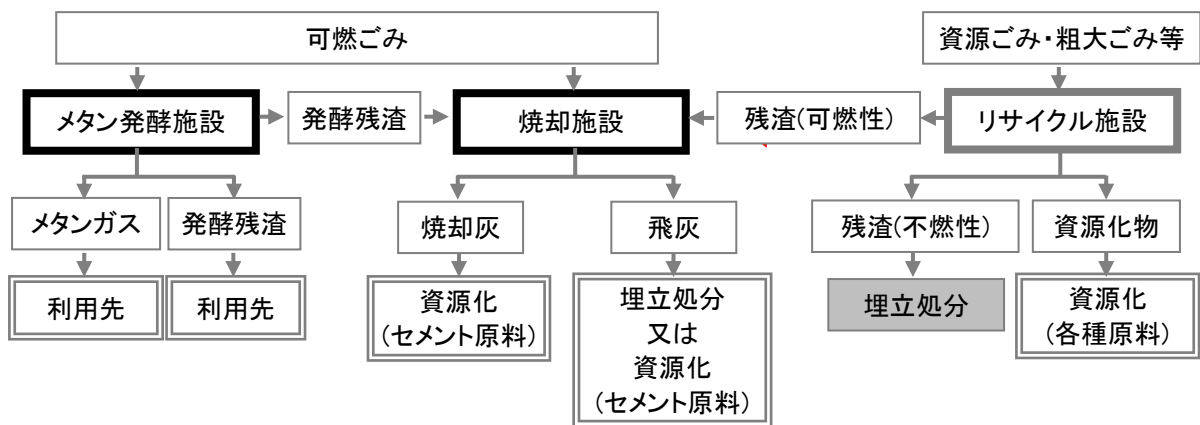 可燃ごみ
資源ごみ・粗大ごみ等
メタン発酵施設
発酵残渣
焼却施設
残渣(可燃性)
リサイクル施設
メタンガス
発酵残渣
焼却灰
飛灰
残渣(不燃性)
資源化物
利用先
利用先
資源化
(セメント原料)
埋立処分
又は
資源化
(セメント原料)
埋立処分
資源化
(各種原料)